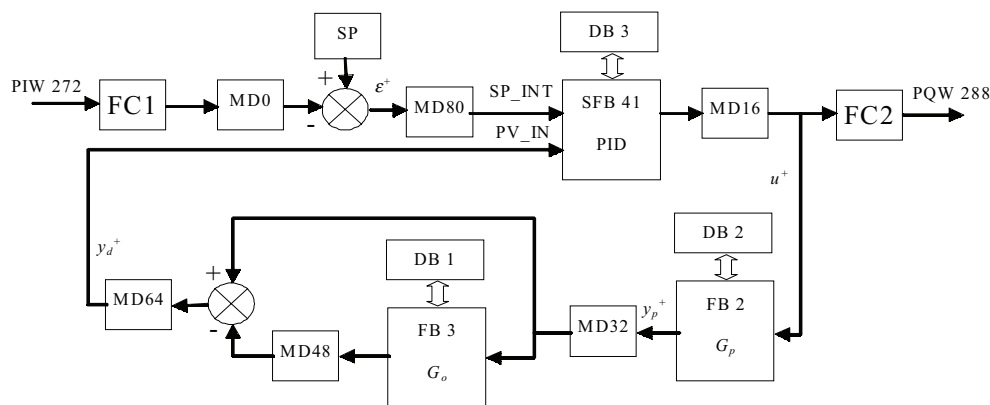 SP
DB 3
PIW 272
+
ε+
SP_INT
SFB 41
PQW 288
FC1
MD0
-
MD80
MD16
FC2
PV_IN
PID
u+
yd+
DB 2
DB 1
+
MD64
yp+
FB 2
FB 3
MD32
-
MD48
Gp
Go